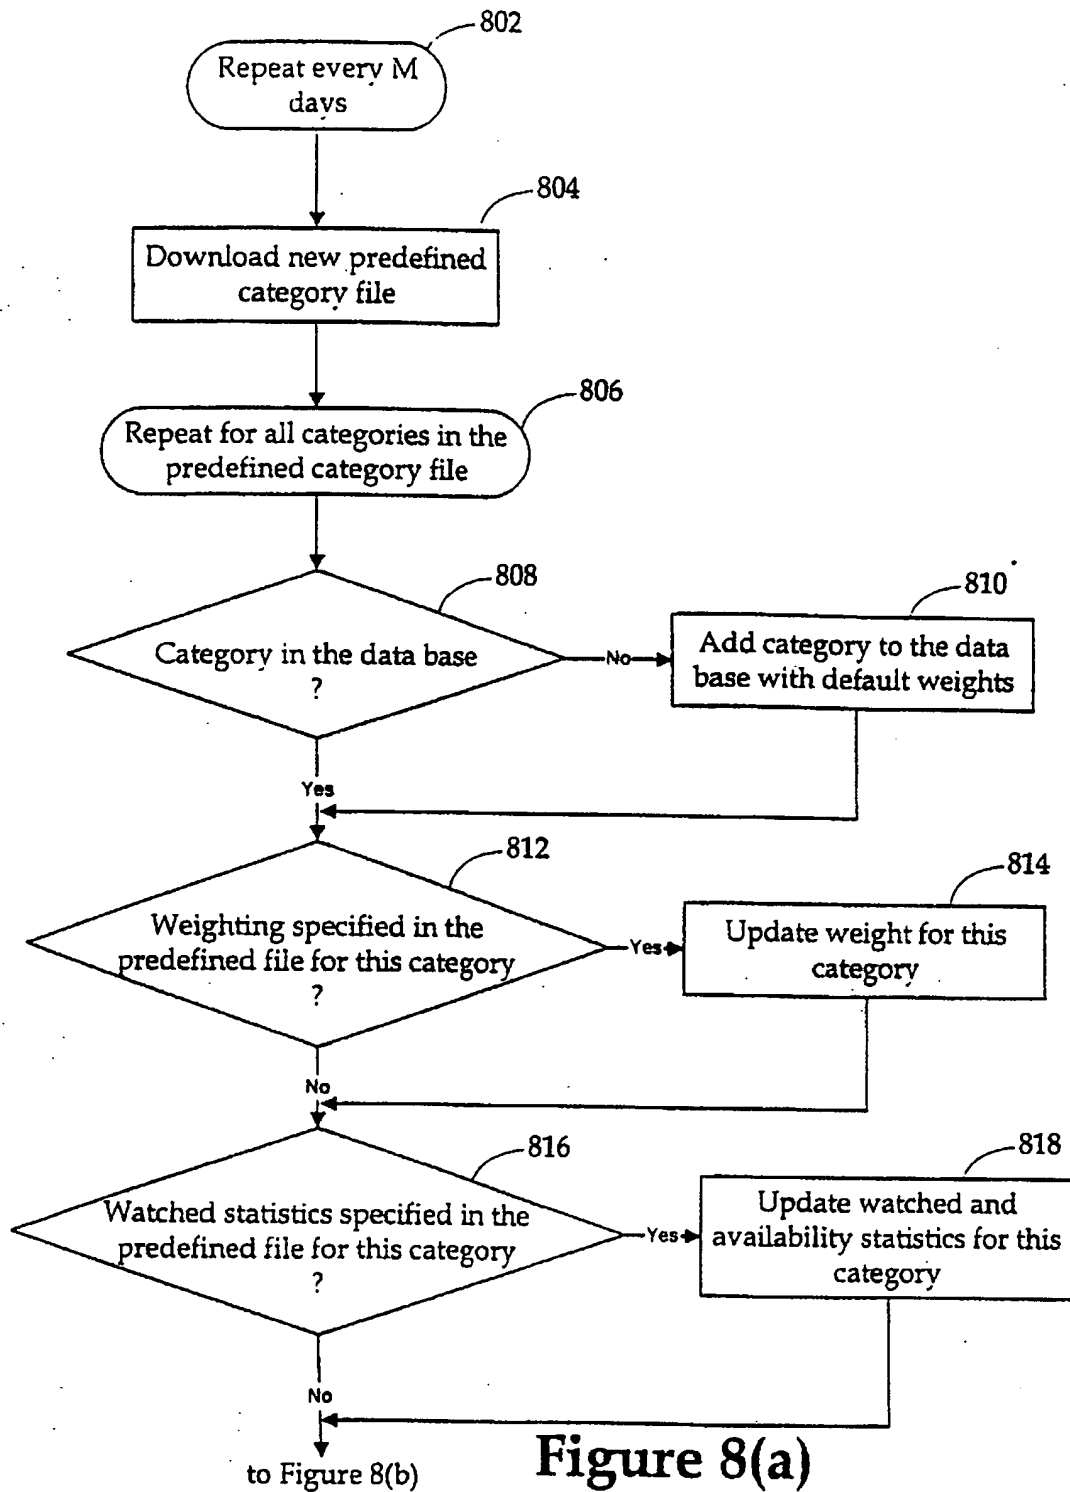 802
Repeat every M
days
804
Download new predefined
category file
806
Repeat for all categories in the
predefined category file
808
Category in the data base
?
No
810
Add category to the data
base with default weights
Yes
812
Weighting specified in the
predefined file for this category
?
Yes
814
Update weight for this
category
No
816
Watched statistics specified in the
predefined file for this category
?
Yes
818
Update watched and
availability statistics for this
category
No
to Figure 8(b)
Figure 8(a)